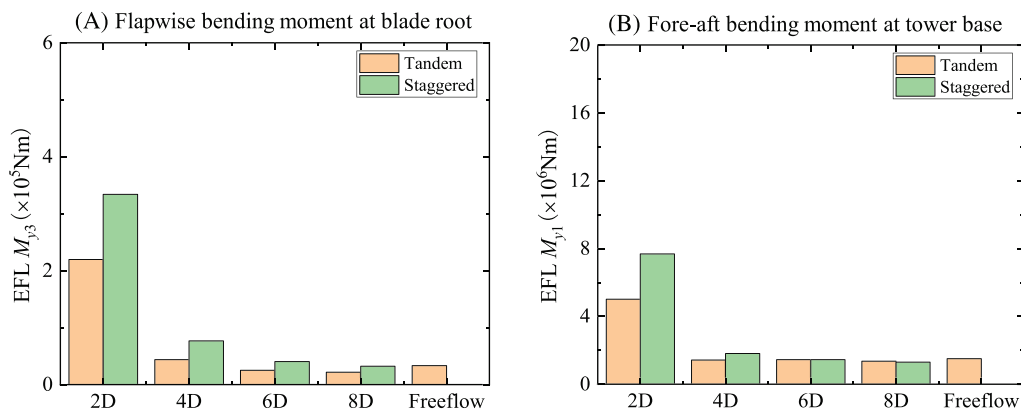 (A) Flapwise bending moment at blade root
6
4
2
0
EFL M_y3 (×10^5Nm)
Tandem
Staggered
2D 4D 6D 8D Freeflow
(B) Fore-aft bending moment at tower base
20
16
12
8
4
0
EFL M_y1 (×10^6Nm)
Tandem
Staggered
2D 4D 6D 8D Freeflow